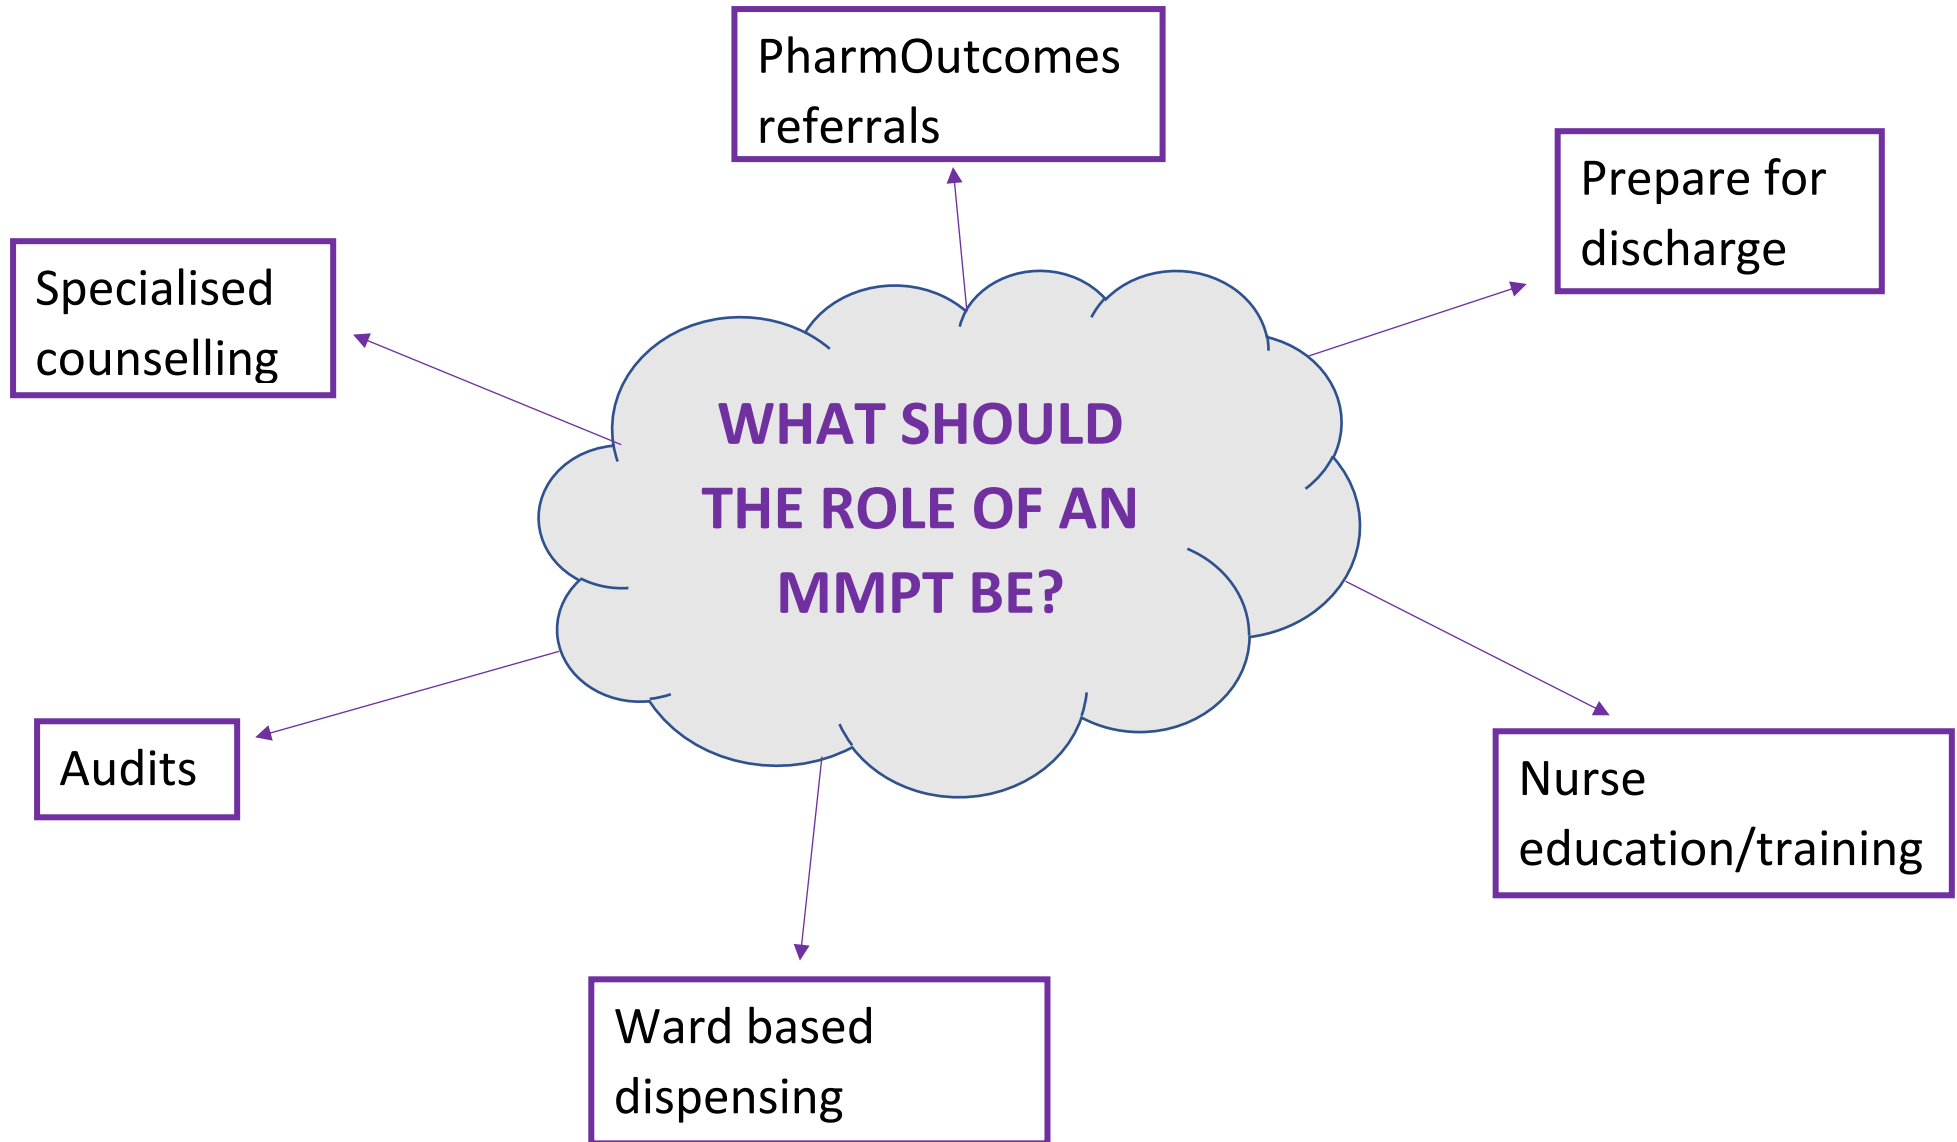 PharmOutcomes
referrals
Prepare for
discharge
Specialised
counselling
WHAT SHOULD
THE ROLE OF AN
MMPT BE?
Audits
Nurse
education/training
Ward based
dispensing